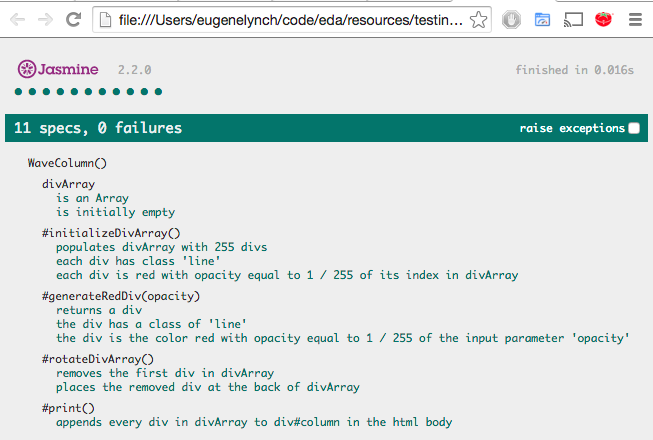 file:///Users/eugenelynch/code/eda/resources/testin...
Jasmine 2.2.0 finished in 0.016s
11 specs, 0 failures raise exceptions
WaveColumn()
divArray
is an Array
is initially empty
#initializeDivArray()
populates divArray with 255 divs
each div has class 'line'
each div is red with opacity equal to 1 / 255 of its index in divArray
#generateRedDiv(opacity)
returns a div
the div has a class of 'line'
the div is the color red with opacity equal to 1 / 255 of the input parameter 'opacity'
#rotateDivArray()
removes the first div in divArray
places the removed div at the back of divArray
#print()
appends every div in divArray to div#column in the html body